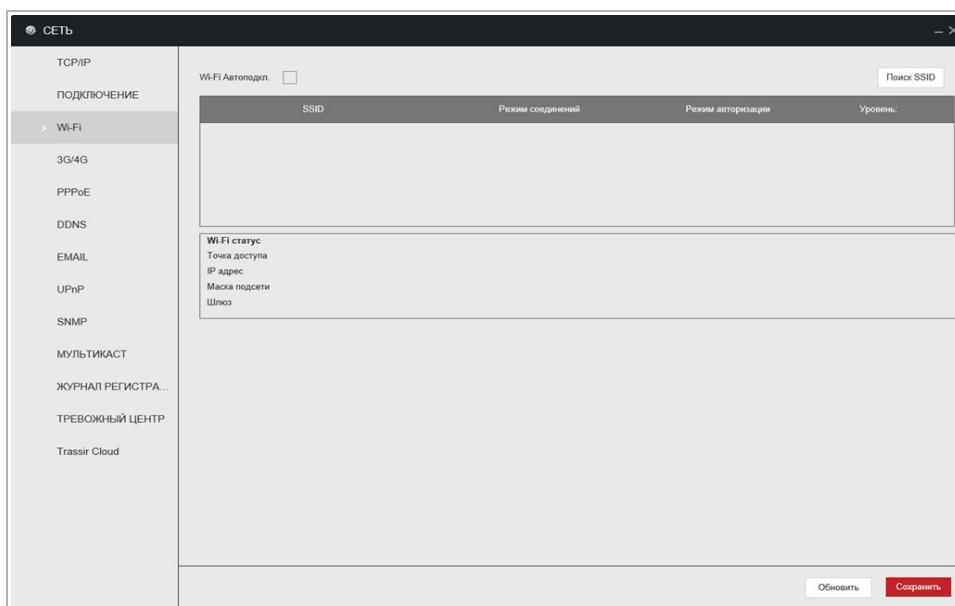 СЕТЬ
TCP/IP
ПОДКЛЮЧЕНИЕ
Wi-Fi
3G/4G
PPPoE
DDNS
EMAIL
UPnP
SNMP
МУЛЬТИКАСТ
ЖУРНАЛ РЕГИСТРА...
ТРЕВОЖНЫЙ ЦЕНТР
Trassir Cloud
Wi-Fi Автоподкл.
Поиск SSID
SSID Режим соединений Режим авторизации Уровень:
Wi-Fi статус
Точка доступа
IP адрес
Маска подсети
Шлюз
Обновить Сохранить